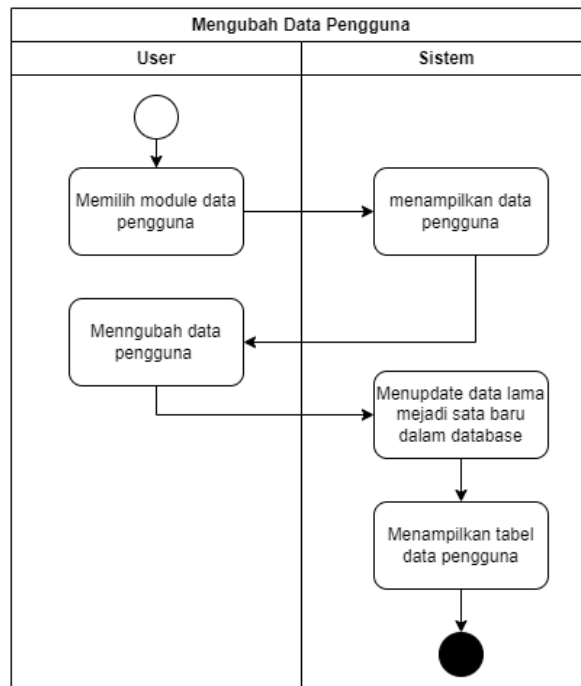 Mengubah Data Pengguna
User
Sistem
Memilih module data
pengguna
menampilkan data
pengguna
Menngubah data
pengguna
Menupdate data lama
mejadi sata baru
dalam database
Menampilkan tabel
data pengguna